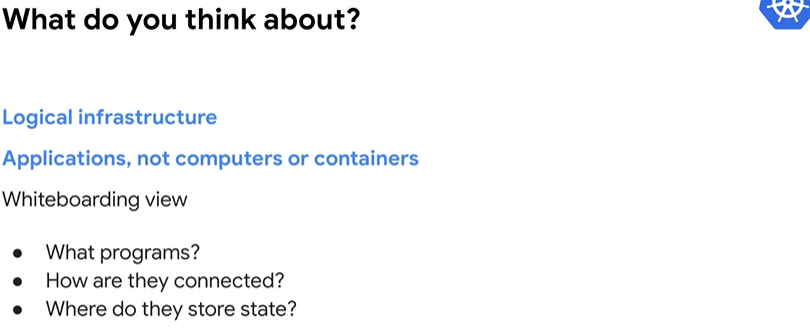 What do you think about?
Logical infrastructure
Applications, not computers or containers
Whiteboarding view
● What programs?
● How are they connected?
● Where do they store state?